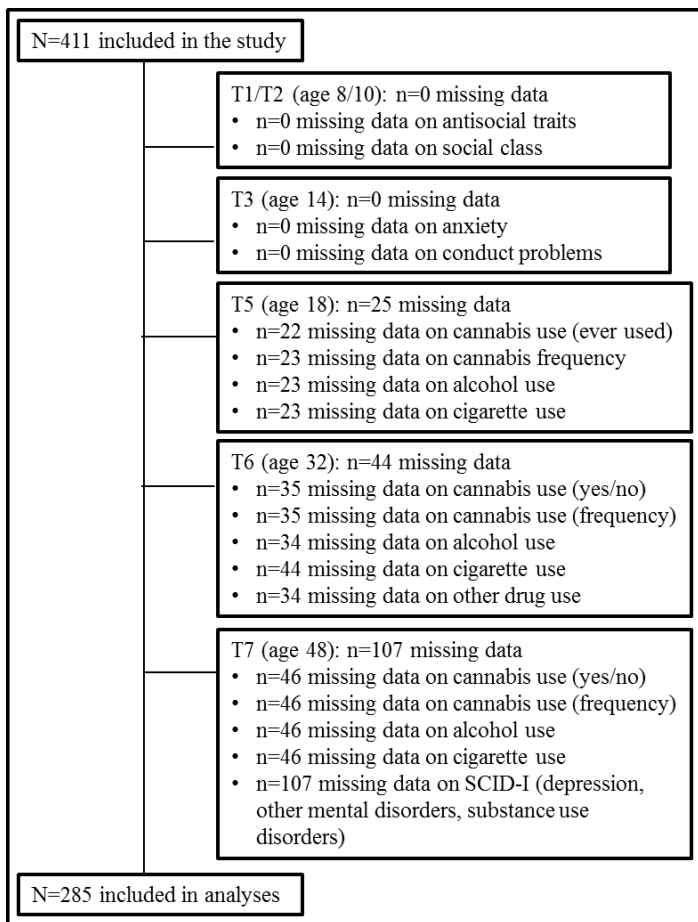 N=411 included in the study
T1/T2 (age 8/10): n=0 missing data
• n=0 missing data on antisocial traits
• n=0 missing data on social class
T3 (age 14): n=0 missing data
• n=0 missing data on anxiety
• n=0 missing data on conduct problems
T5 (age 18): n=25 missing data
• n=22 missing data on cannabis use (ever used)
• n=23 missing data on cannabis frequency
• n=23 missing data on alcohol use
• n=23 missing data on cigarette use
T6 (age 32): n=44 missing data
• n=35 missing data on cannabis use (yes/no)
• n=35 missing data on cannabis use (frequency)
• n=34 missing data on alcohol use
• n=44 missing data on cigarette use
• n=34 missing data on other drug use
T7 (age 48): n=107 missing data
• n=46 missing data on cannabis use (yes/no)
• n=46 missing data on cannabis use (frequency)
• n=46 missing data on alcohol use
• n=46 missing data on cigarette use
• n=107 missing data on SCID-I (depression,
other mental disorders, substance use
disorders)
N=285 included in analyses